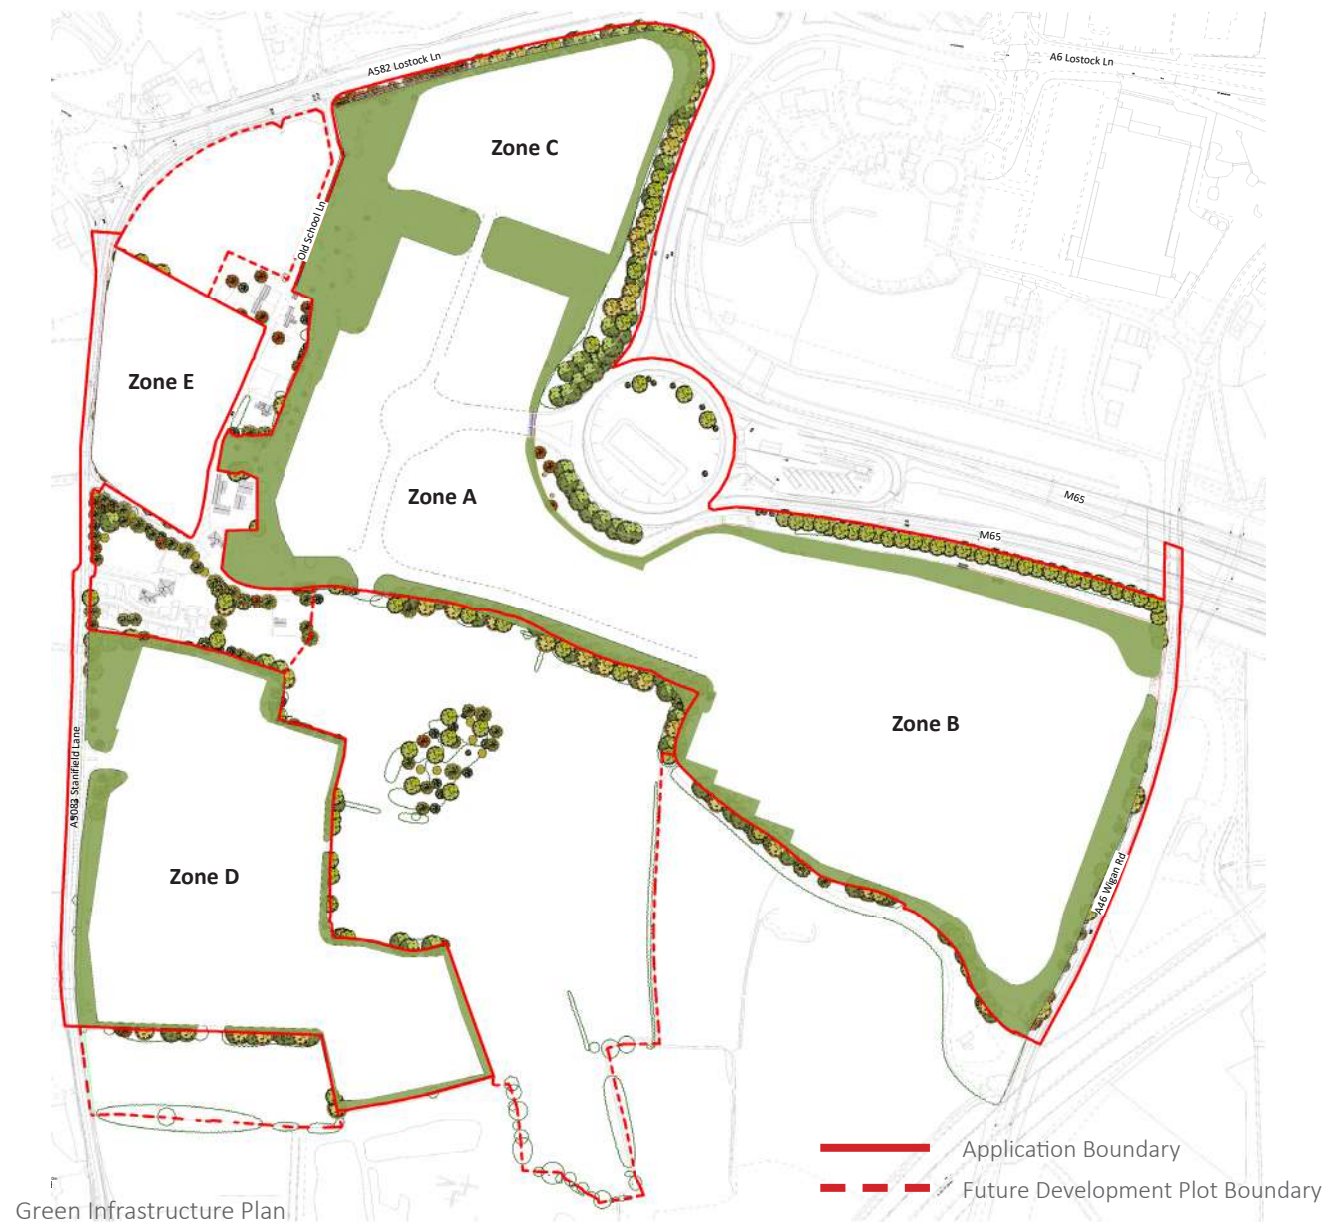 A582 Lostock Ln
A6 Lostock Ln
Zone C
Old School Ln
Zone E
Zone A
M65
M65
Zone B
A5083 Stanifield Lane
Zone D
A46 Wigan Rd
Application Boundary
Future Development Plot Boundary
Green Infrastructure Plan